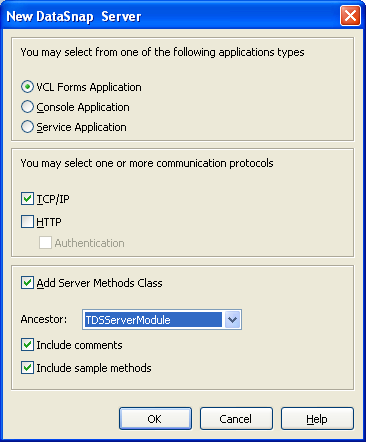 New DataSnap Server
You may select from one of the following applications types
VCL Forms Application
Console Application
Service Application
You may select one or more communication protocols
TCP/IP
HTTP
Authentication
Add Server Methods Class
Ancestor: TDSServerModule
Include comments
Include sample methods
OK Cancel Help